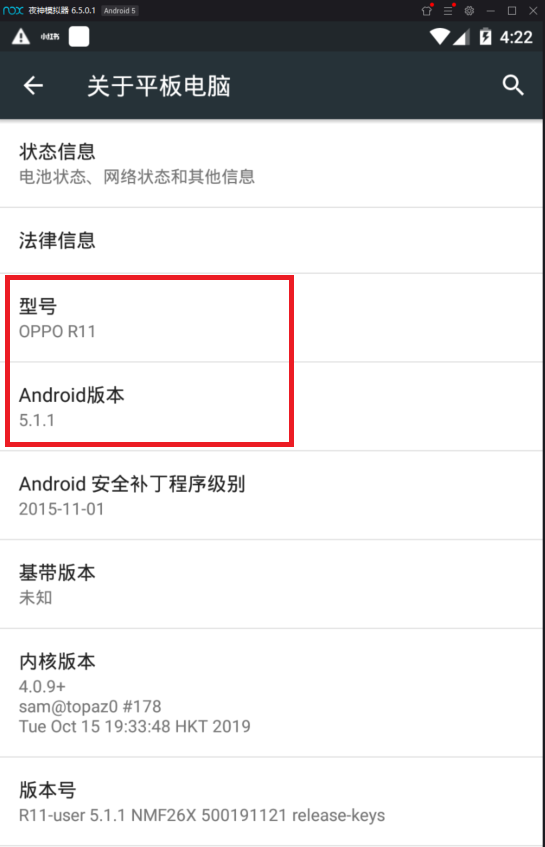 nox 夜神模拟器 6.5.0.1 Android 5
小红书 4:22
关于平板电脑
状态信息
电池状态、网络状态和其他信息
法律信息
型号
OPPO R11
Android版本
5.1.1
Android 安全补丁程序级别
2015-11-01
基带版本
未知
内核版本
4.0.9+
sam@topaz0 #178
Tue Oct 15 19:33:48 HKT 2019
版本号
R11-user 5.1.1 NMF26X 500191121 release-keys